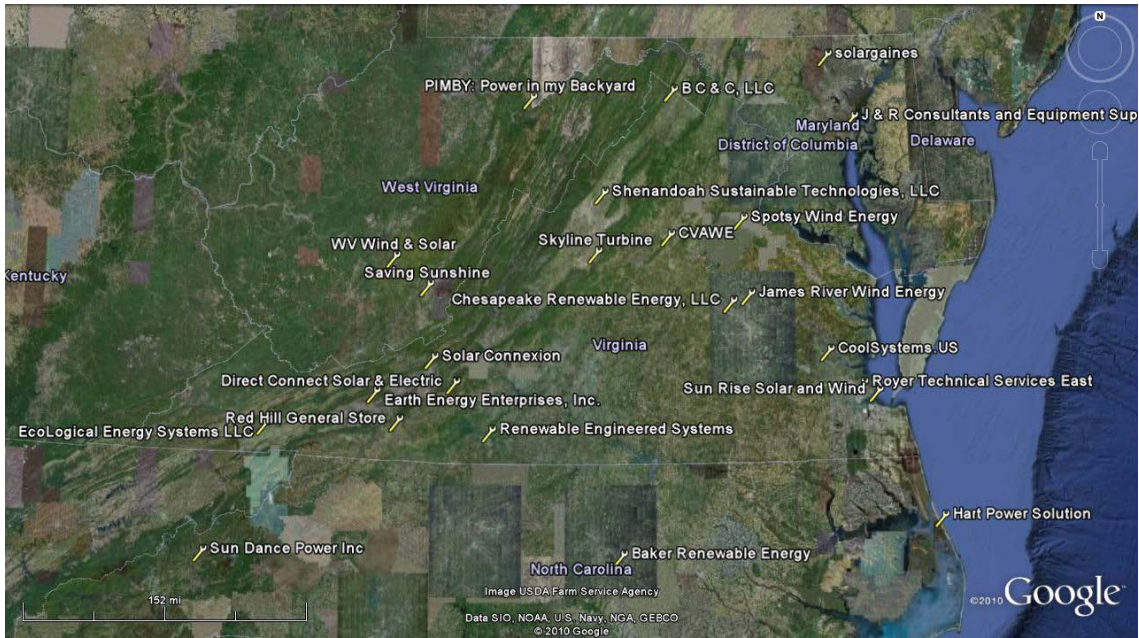 N
solargaines
PIMBY: Power in my Backyard
B C & C, LLC
J & R Consultants and Equipment Sup
Maryland
District of Columbia
Delaware
West Virginia
Shenandoah Sustainable Technologies, LLC
Spotsy Wind Energy
CVAWE
Skyline Turbine
WV Wind & Solar
Kentucky
Saving Sunshine
Chesapeake Renewable Energy, LLC
James River Wind Energy
Virginia
CoolSystems.US
Solar Connexion
Direct Connect Solar & Electric
Sun Rise Solar and Wind
Royer Technical Services East
Earth Energy Enterprises, Inc.
Red Hill General Store
EcoLogical Energy Systems LLC
Renewable Engineered Systems
Hart Power Solution
Sun Dance Power Inc
Baker Renewable Energy
North Carolina
Image USDA Farm Service Agency
152 mi
©2010 Google
Data SIO, NOAA, U.S. Navy, NGA, GEBCO
© 2010 Google